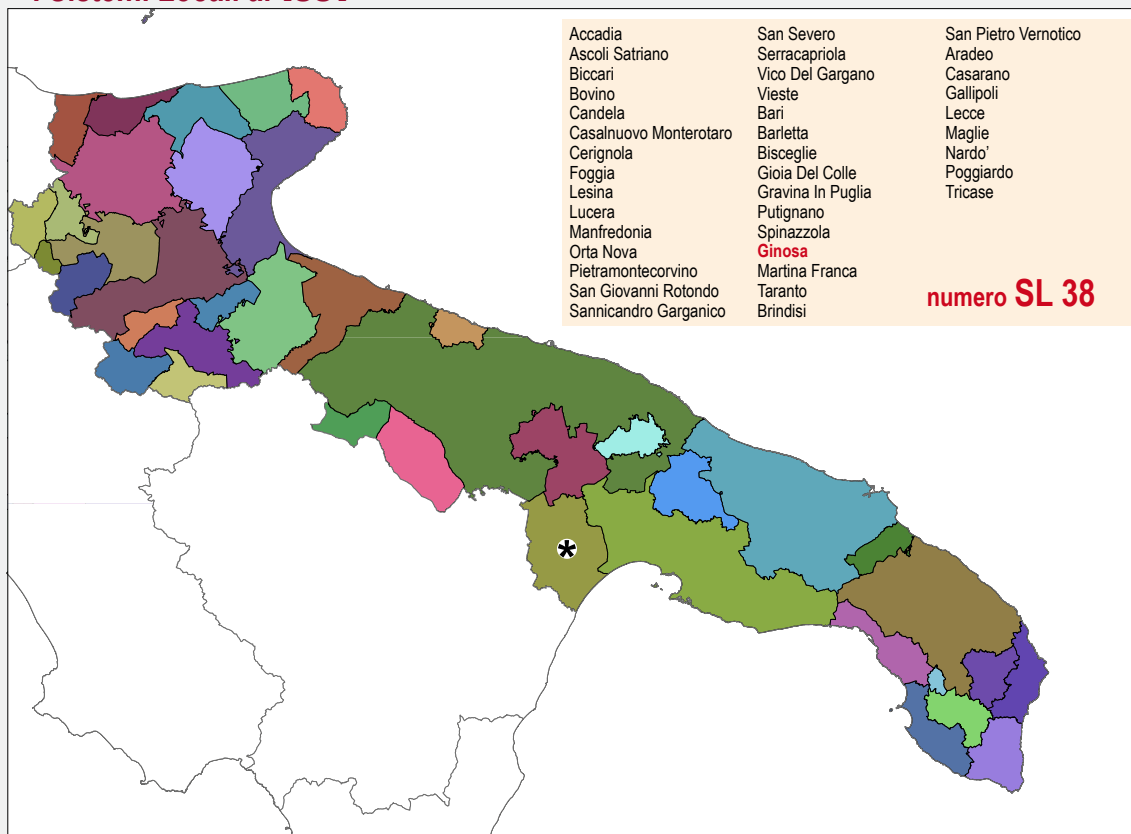 Accadia
Ascoli Satriano
Biccari
Bovino
Candela
Casalnuovo Monterotaro
Cerignola
Foggia
Lesina
Lucera
Manfredonia
Orta Nova
Pietramontecorvino
San Giovanni Rotondo
Sannicandro Garganico
San Severo
Serracapriola
Vico Del Gargano
Vieste
Bari
Barletta
Bisceglie
Gioia Del Colle
Gravina In Puglia
Putignano
Spinazzola
Ginosa
Martina Franca
Taranto
Brindisi
San Pietro Vernotico
Aradeo
Casarano
Gallipoli
Lecce
Maglie
Nardo'
Poggiardo
Tricase
numero SL 38
*